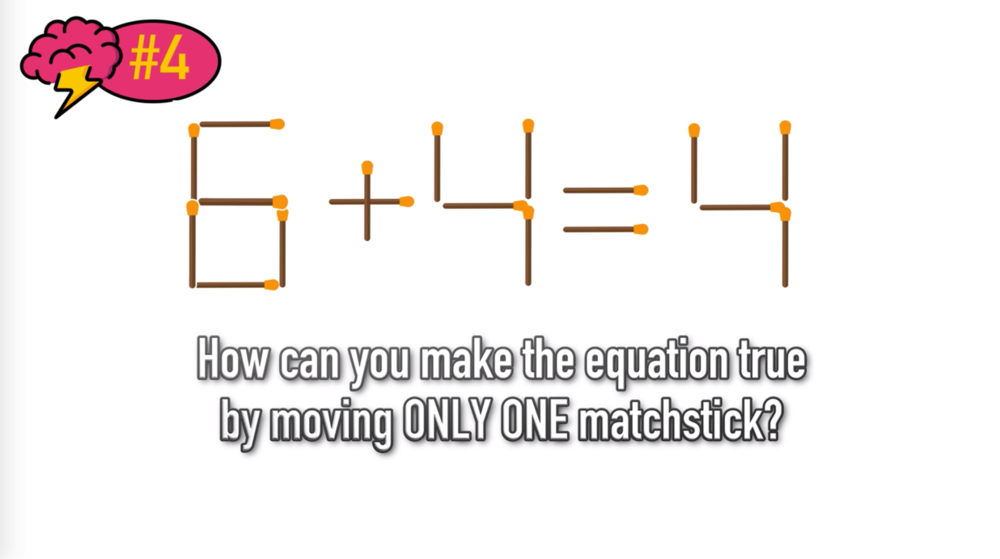 #4
6+4=4
How can you make the equation true
by moving ONLY ONE matchstick?